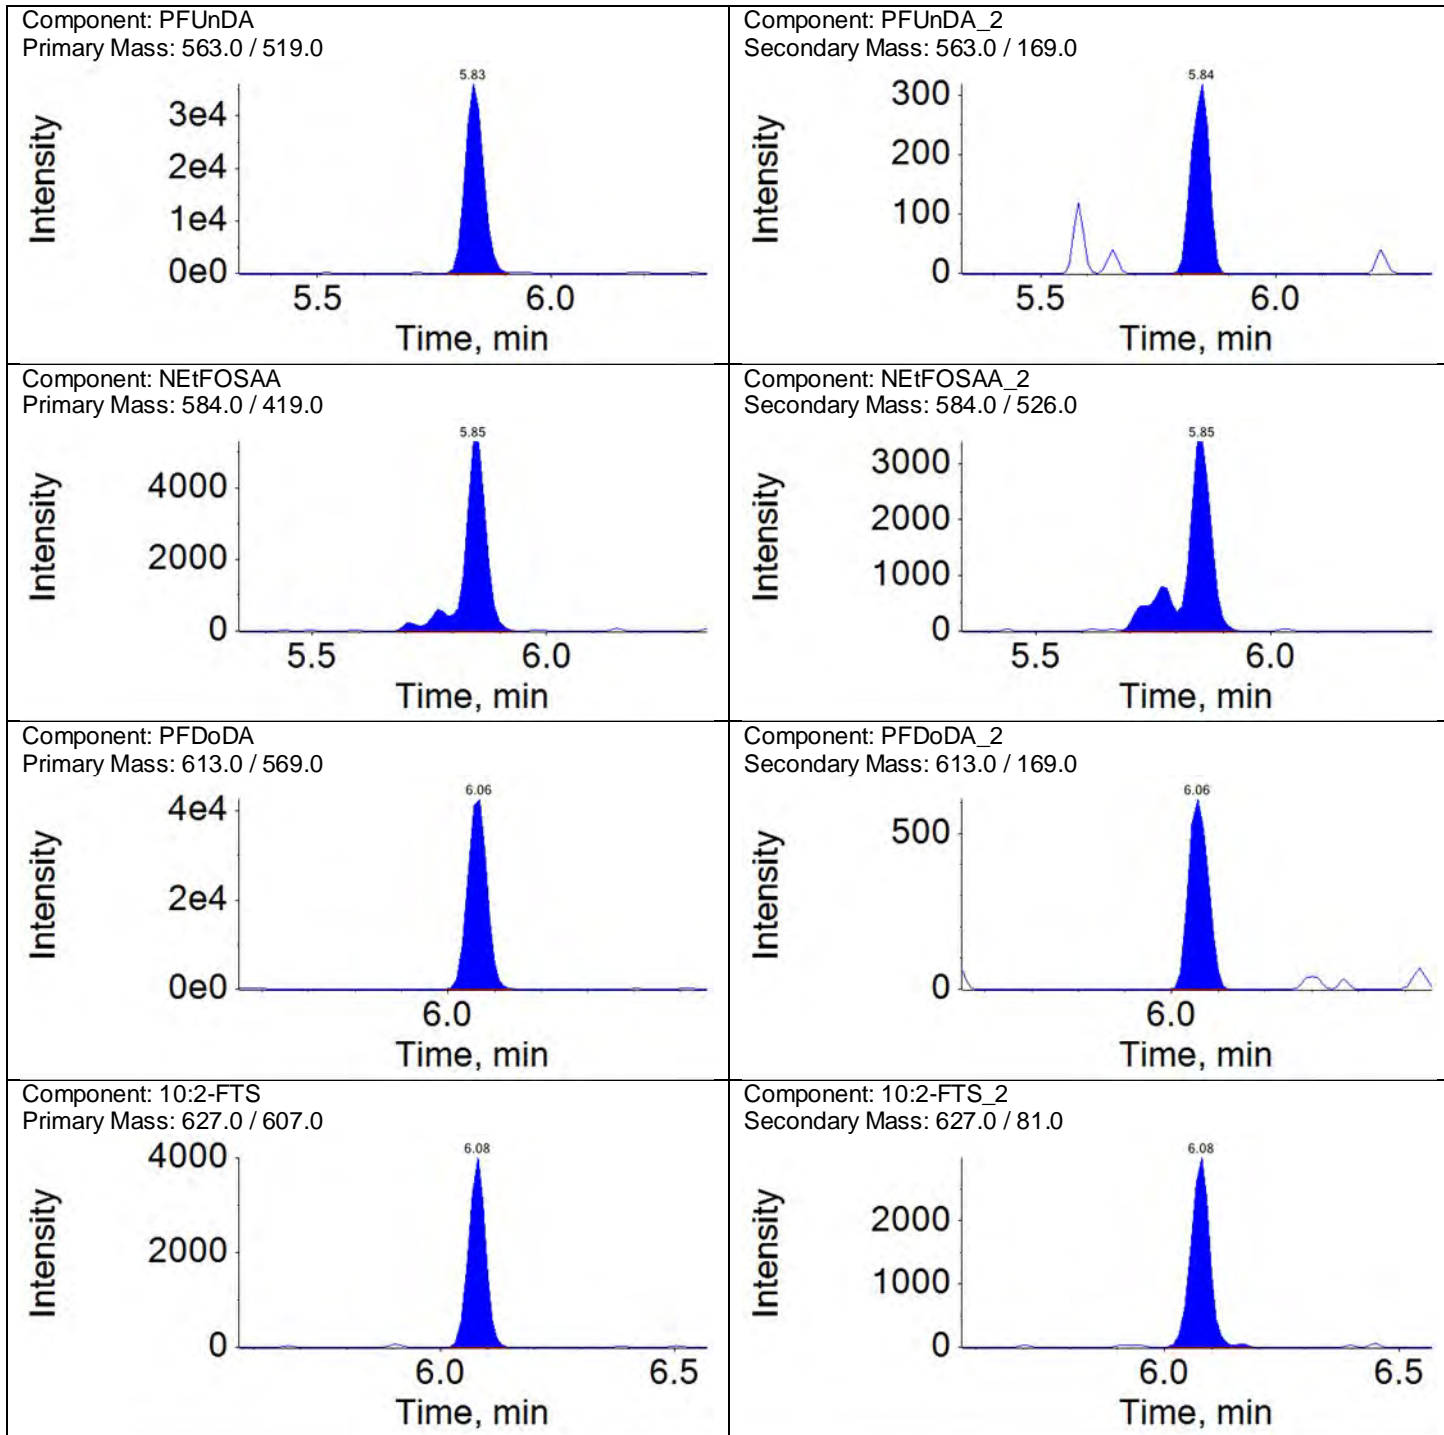 Component: PFUnDA
Primary Mass: 563.0 / 519.0
5.83
3e4
2e4
1e4
0e0
Intensity
5.5 6.0
Time, min
Component: PFUnDA_2
Secondary Mass: 563.0 / 169.0
5.84
300
200
100
0
Intensity
5.5 6.0
Time, min
Component: NEtFOSAA
Primary Mass: 584.0 / 419.0
5.85
4000
2000
0
Intensity
5.5 6.0
Time, min
Component: NEtFOSAA_2
Secondary Mass: 584.0 / 526.0
5.85
3000
2000
1000
0
Intensity
5.5 6.0
Time, min
Component: PFDoDA
Primary Mass: 613.0 / 569.0
6.06
4e4
2e4
0e0
Intensity
6.0
Time, min
Component: PFDoDA_2
Secondary Mass: 613.0 / 169.0
6.06
500
0
Intensity
6.0
Time, min
Component: 10:2-FTS
Primary Mass: 627.0 / 607.0
6.08
4000
2000
0
Intensity
6.0 6.5
Time, min
Component: 10:2-FTS_2
Secondary Mass: 627.0 / 81.0
6.08
2000
1000
0
Intensity
6.0 6.5
Time, min